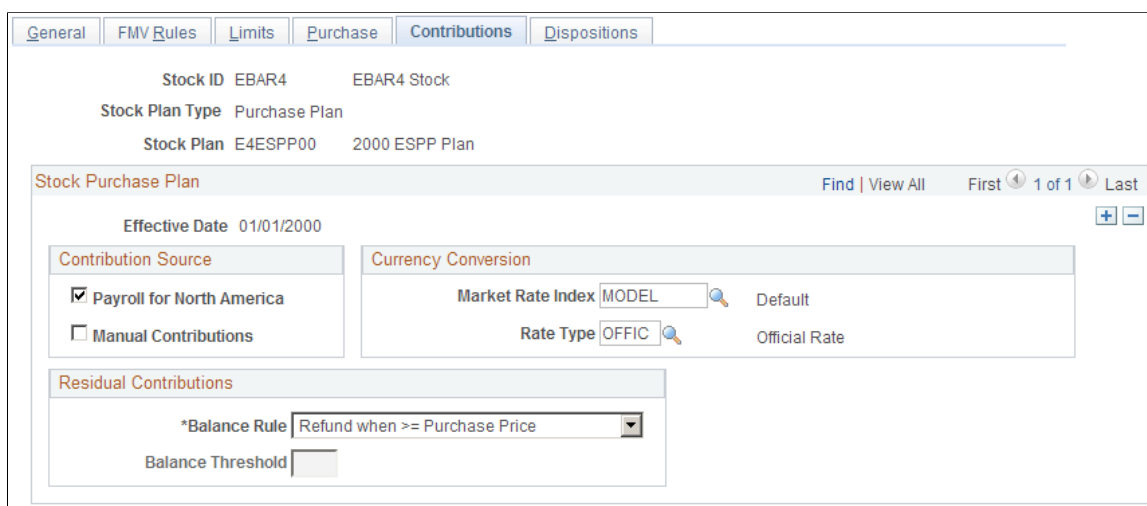 General FMV Rules Limits Purchase Contributions Dispositions
Stock ID EBAR4 EBAR4 Stock
Stock Plan Type Purchase Plan
Stock Plan E4ESPP00 2000 ESPP Plan
Stock Purchase Plan Find | View All First 1 of 1 Last
Effective Date 01/01/2000
Contribution Source Currency Conversion
Payroll for North America Market Rate Index MODEL Default
Manual Contributions Rate Type OFFIC Official Rate
Residual Contributions
*Balance Rule Refund when >= Purchase Price
Balance Threshold